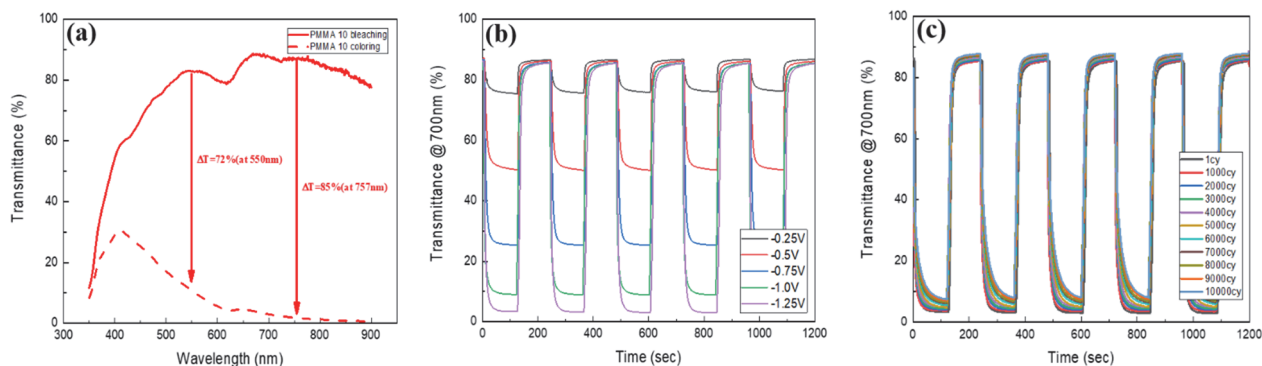 (a)
PMMA 10 bleaching
PMMA 10 coloring
ΔT=72%(at 550nm)
ΔT=85%(at 757nm)
Transmittance (%)
100
80
60
40
20
0
300 400 500 600 700 800 900
Wavelength (nm)
(b)
Transmittance @700nm (%)
100
80
60
40
20
0
-0.25V
-0.5V
-0.75V
-1.0V
-1.25V
0 200 400 600 800 1000 1200
Time (sec)
(c)
Transmittance @700nm (%)
100
80
60
40
20
0
1cy
1000cy
2000cy
3000cy
4000cy
5000cy
6000cy
7000cy
8000cy
9000cy
10000cy
0 200 400 600 800 1000 1200
Time (sec)